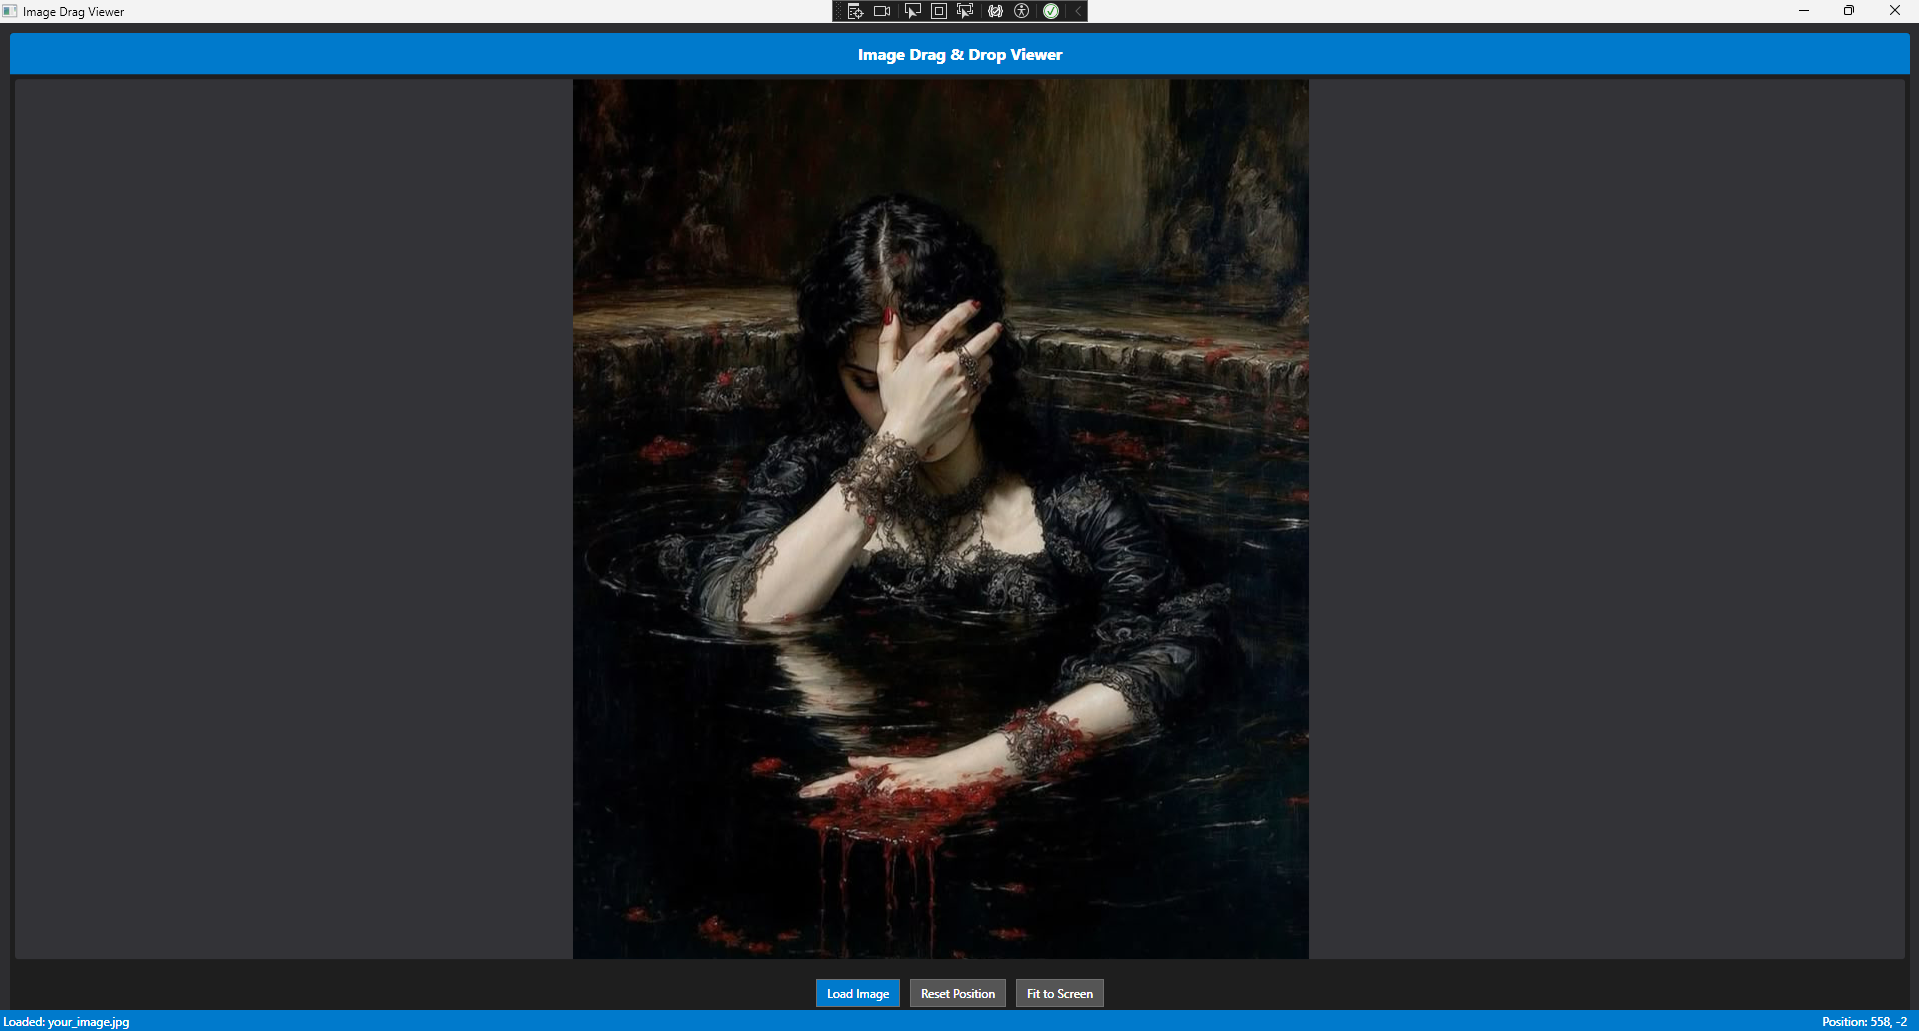 Image Drag Viewer
Image Drag & Drop Viewer
Load Image
Reset Position
Fit to Screen
Loaded: your_image.jpg
Position: 558, -2